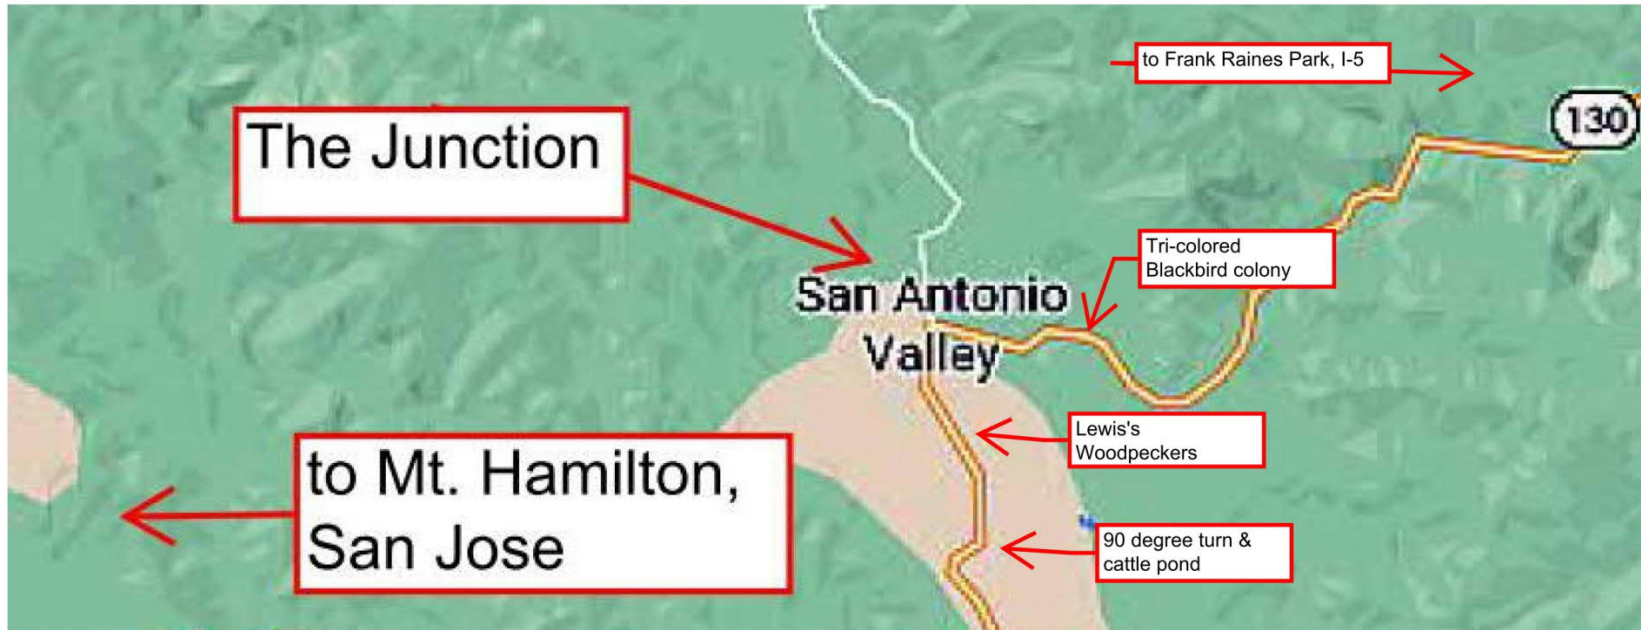 to Frank Raines Park, I-5
130
The Junction
Tri-colored
Blackbird colony
San Antonio
Valley
Lewis's
Woodpeckers
to Mt. Hamilton,
San Jose
90 degree turn &
cattle pond